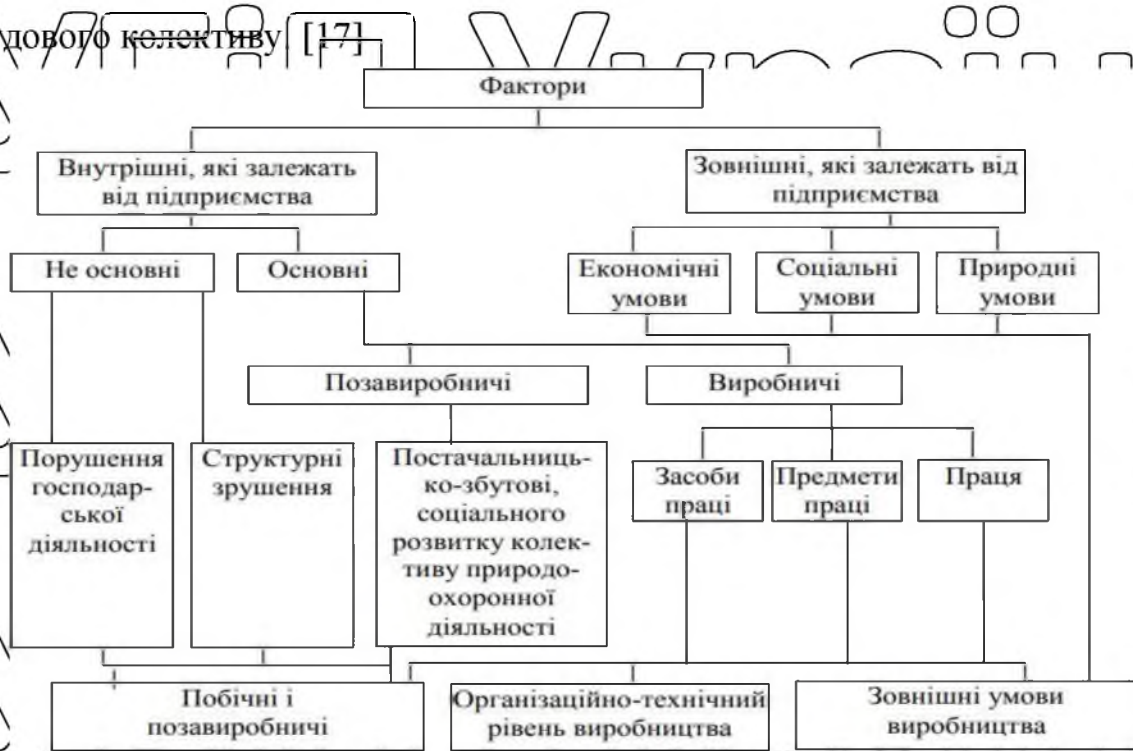 дового колективу. [17]
Фактори
Внутрішні, які залежать
від підприємства
Зовнішні, які залежать від
підприємства
Не основні
Основні
Економічні
умови
Соціальні
умови
Природні
умови
Позавиробничі
Виробничі
Порушення
господар-
ської
діяльності
Структурні
зрушення
Постачальниць-
ко-збутові,
соціального
розвитку колек-
тиву природо-
охоронної
діяльності
Засоби
праці
Предмети
праці
Праця
Побічні і
позавиробничі
Організаційно-технічний
рівень виробництва
Зовнішні умови
виробництва